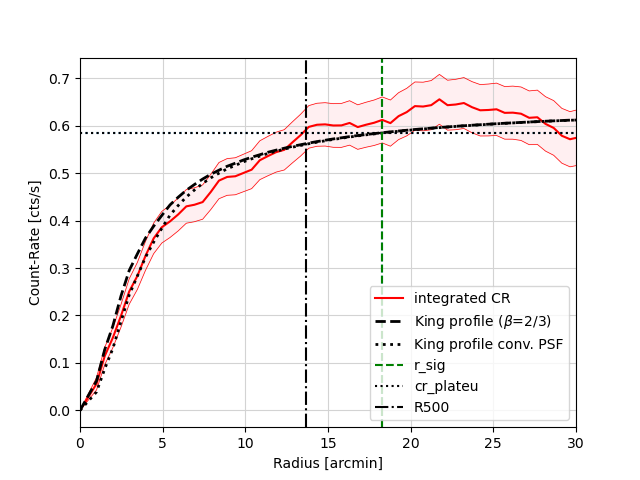 0.7
0.6
0.5
0.4
0.3
0.2
0.1
0.0
Count-Rate [cts/s]
integrated CR
King profile (β=2/3)
King profile conv. PSF
r_sig
cr_plateu
R500
0 5 10 15 20 25 30
Radius [arcmin]